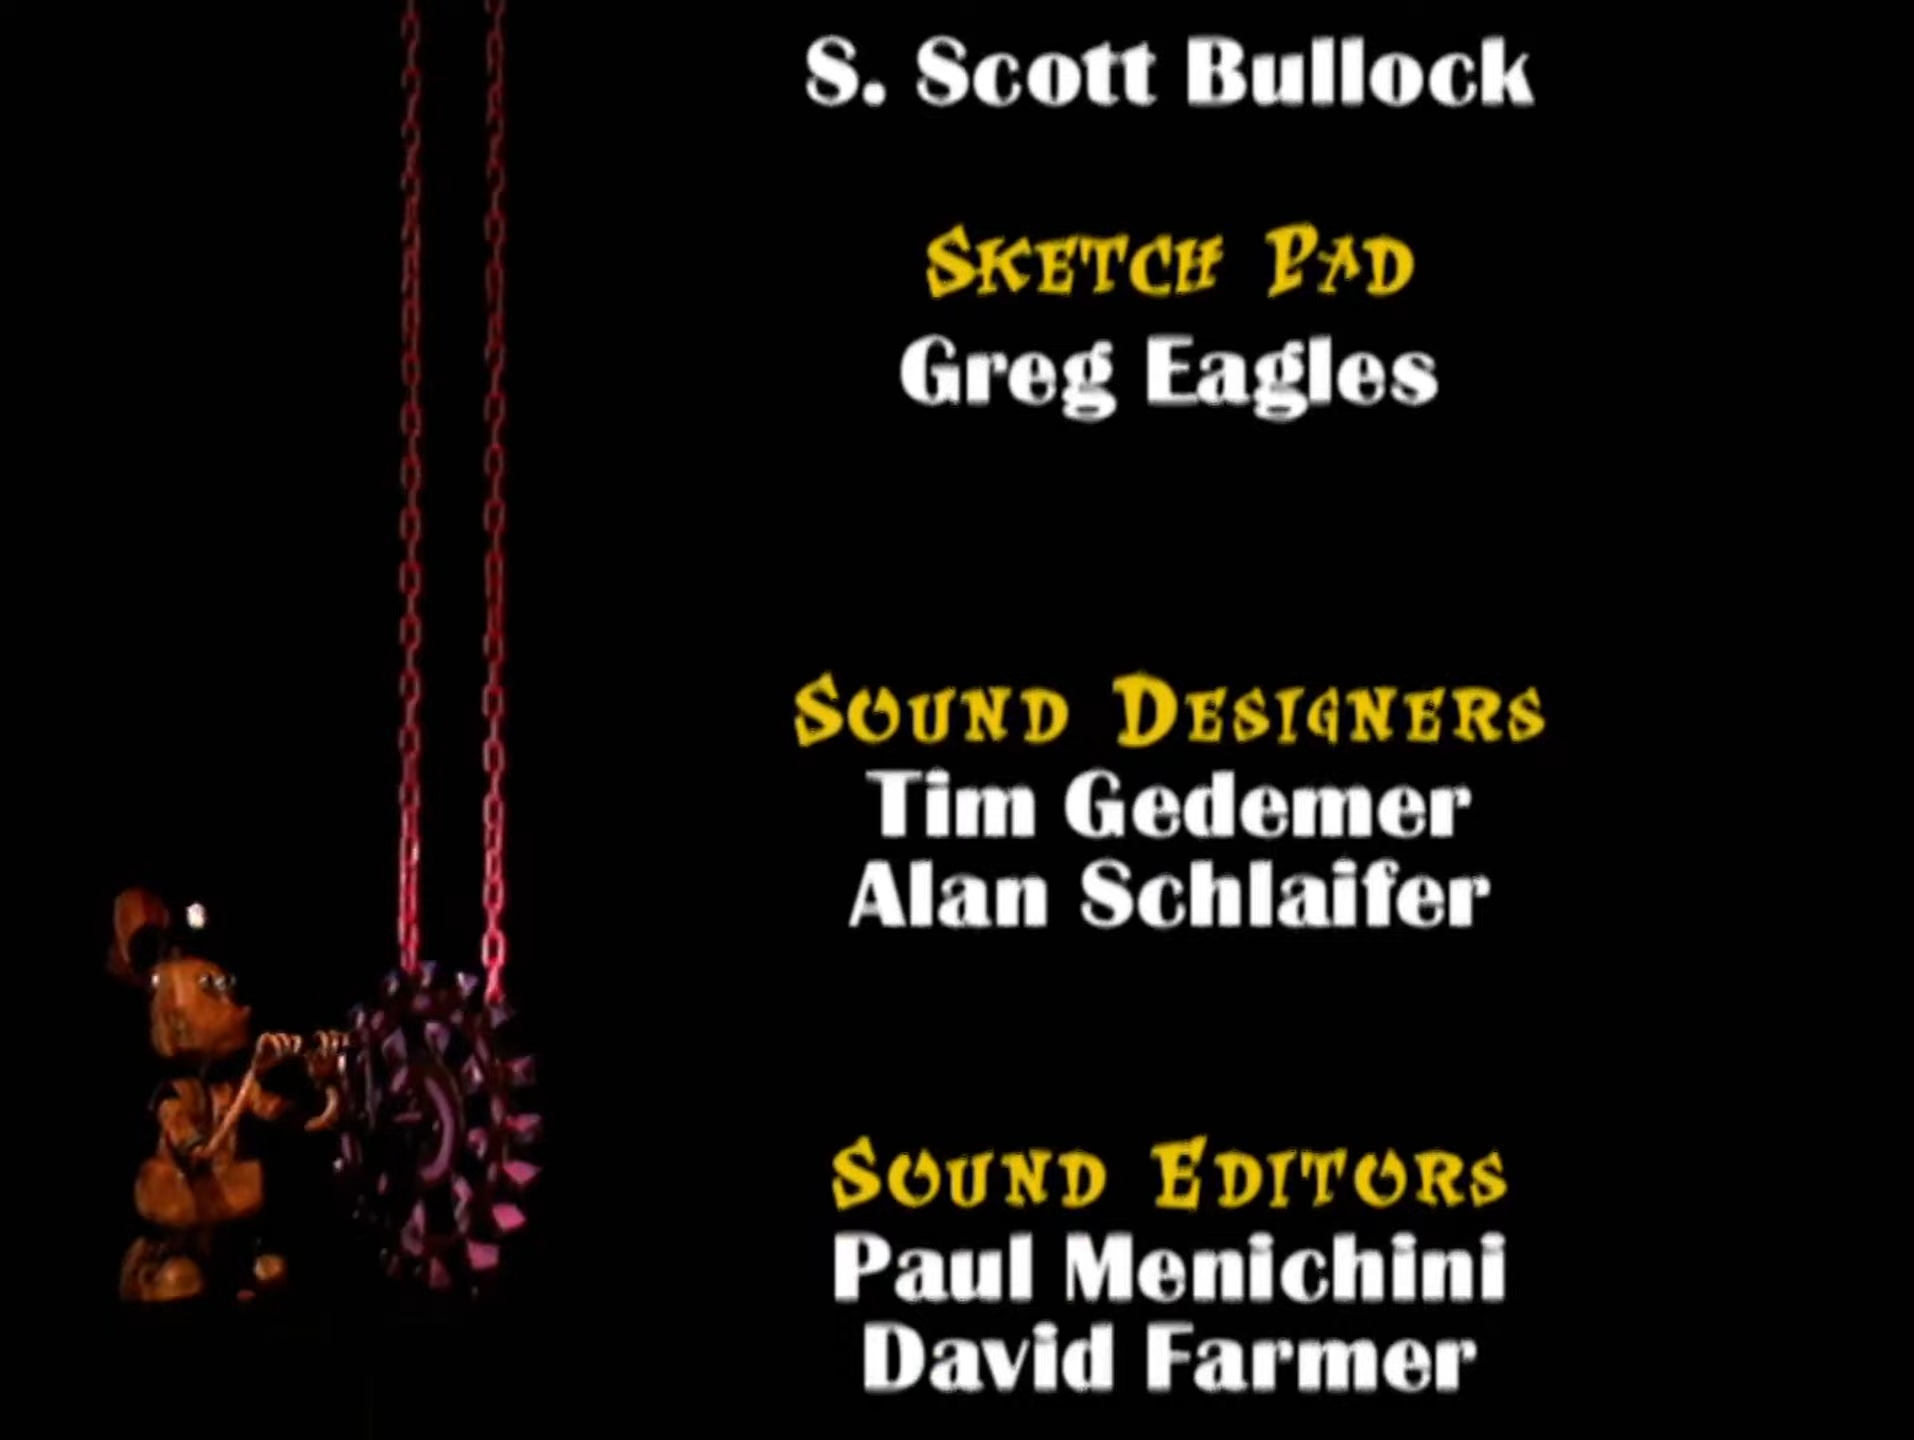 S. Scott Bullock
Sketch Pad
Greg Eagles
Sound Designers
Tim Gedemer
Alan Schlaifer
Sound Editors
Paul Menichini
David Farmer